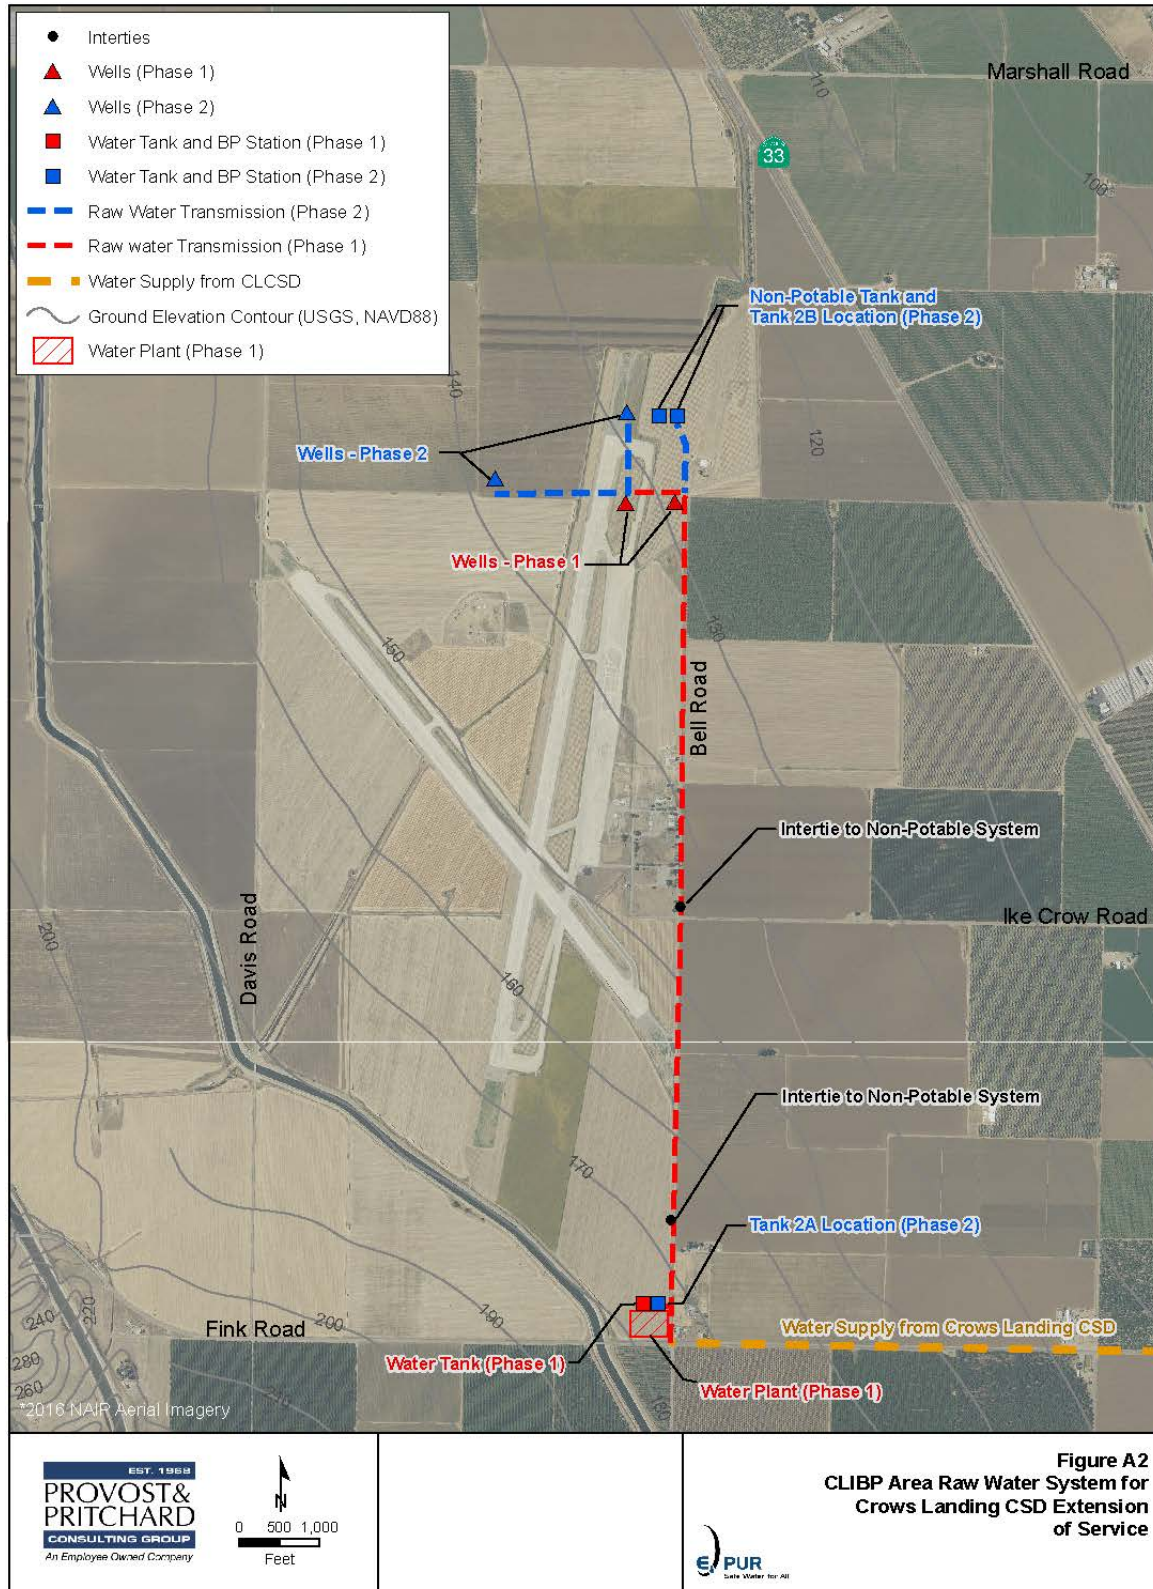 Interties
Wells (Phase 1)
Wells (Phase 2)
Water Tank and BP Station (Phase 1)
Water Tank and BP Station (Phase 2)
Raw Water Transmission (Phase 2)
Raw water Transmission (Phase 1)
Water Supply from CLCSD
Ground Elevation Contour (USGS, NAVD88)
Water Plant (Phase 1)
Marshall Road
33
110
100
Non-Potable Tank and
Tank 2B Location (Phase 2)
140
120
Wells - Phase 2
Wells - Phase 1
130
150
Bell Road
Intertie to Non-Potable System
Ike Crow Road
Davis Road
200
160
Intertie to Non-Potable System
170
Tank 2A Location (Phase 2)
190
200
220
240
280
260
Fink Road
Water Supply from Crows Landing CSD
Water Tank (Phase 1)
Water Plant (Phase 1)
180
*2016 NAIP Aerial Imagery
EST. 1968
PROVOST&
PRITCHARD
CONSULTING GROUP
An Employee Owned Company
N
0 500 1,000
Feet
Figure A2
CLIBP Area Raw Water System for
Crows Landing CSD Extension
of Service
PUR
Safe Water for All